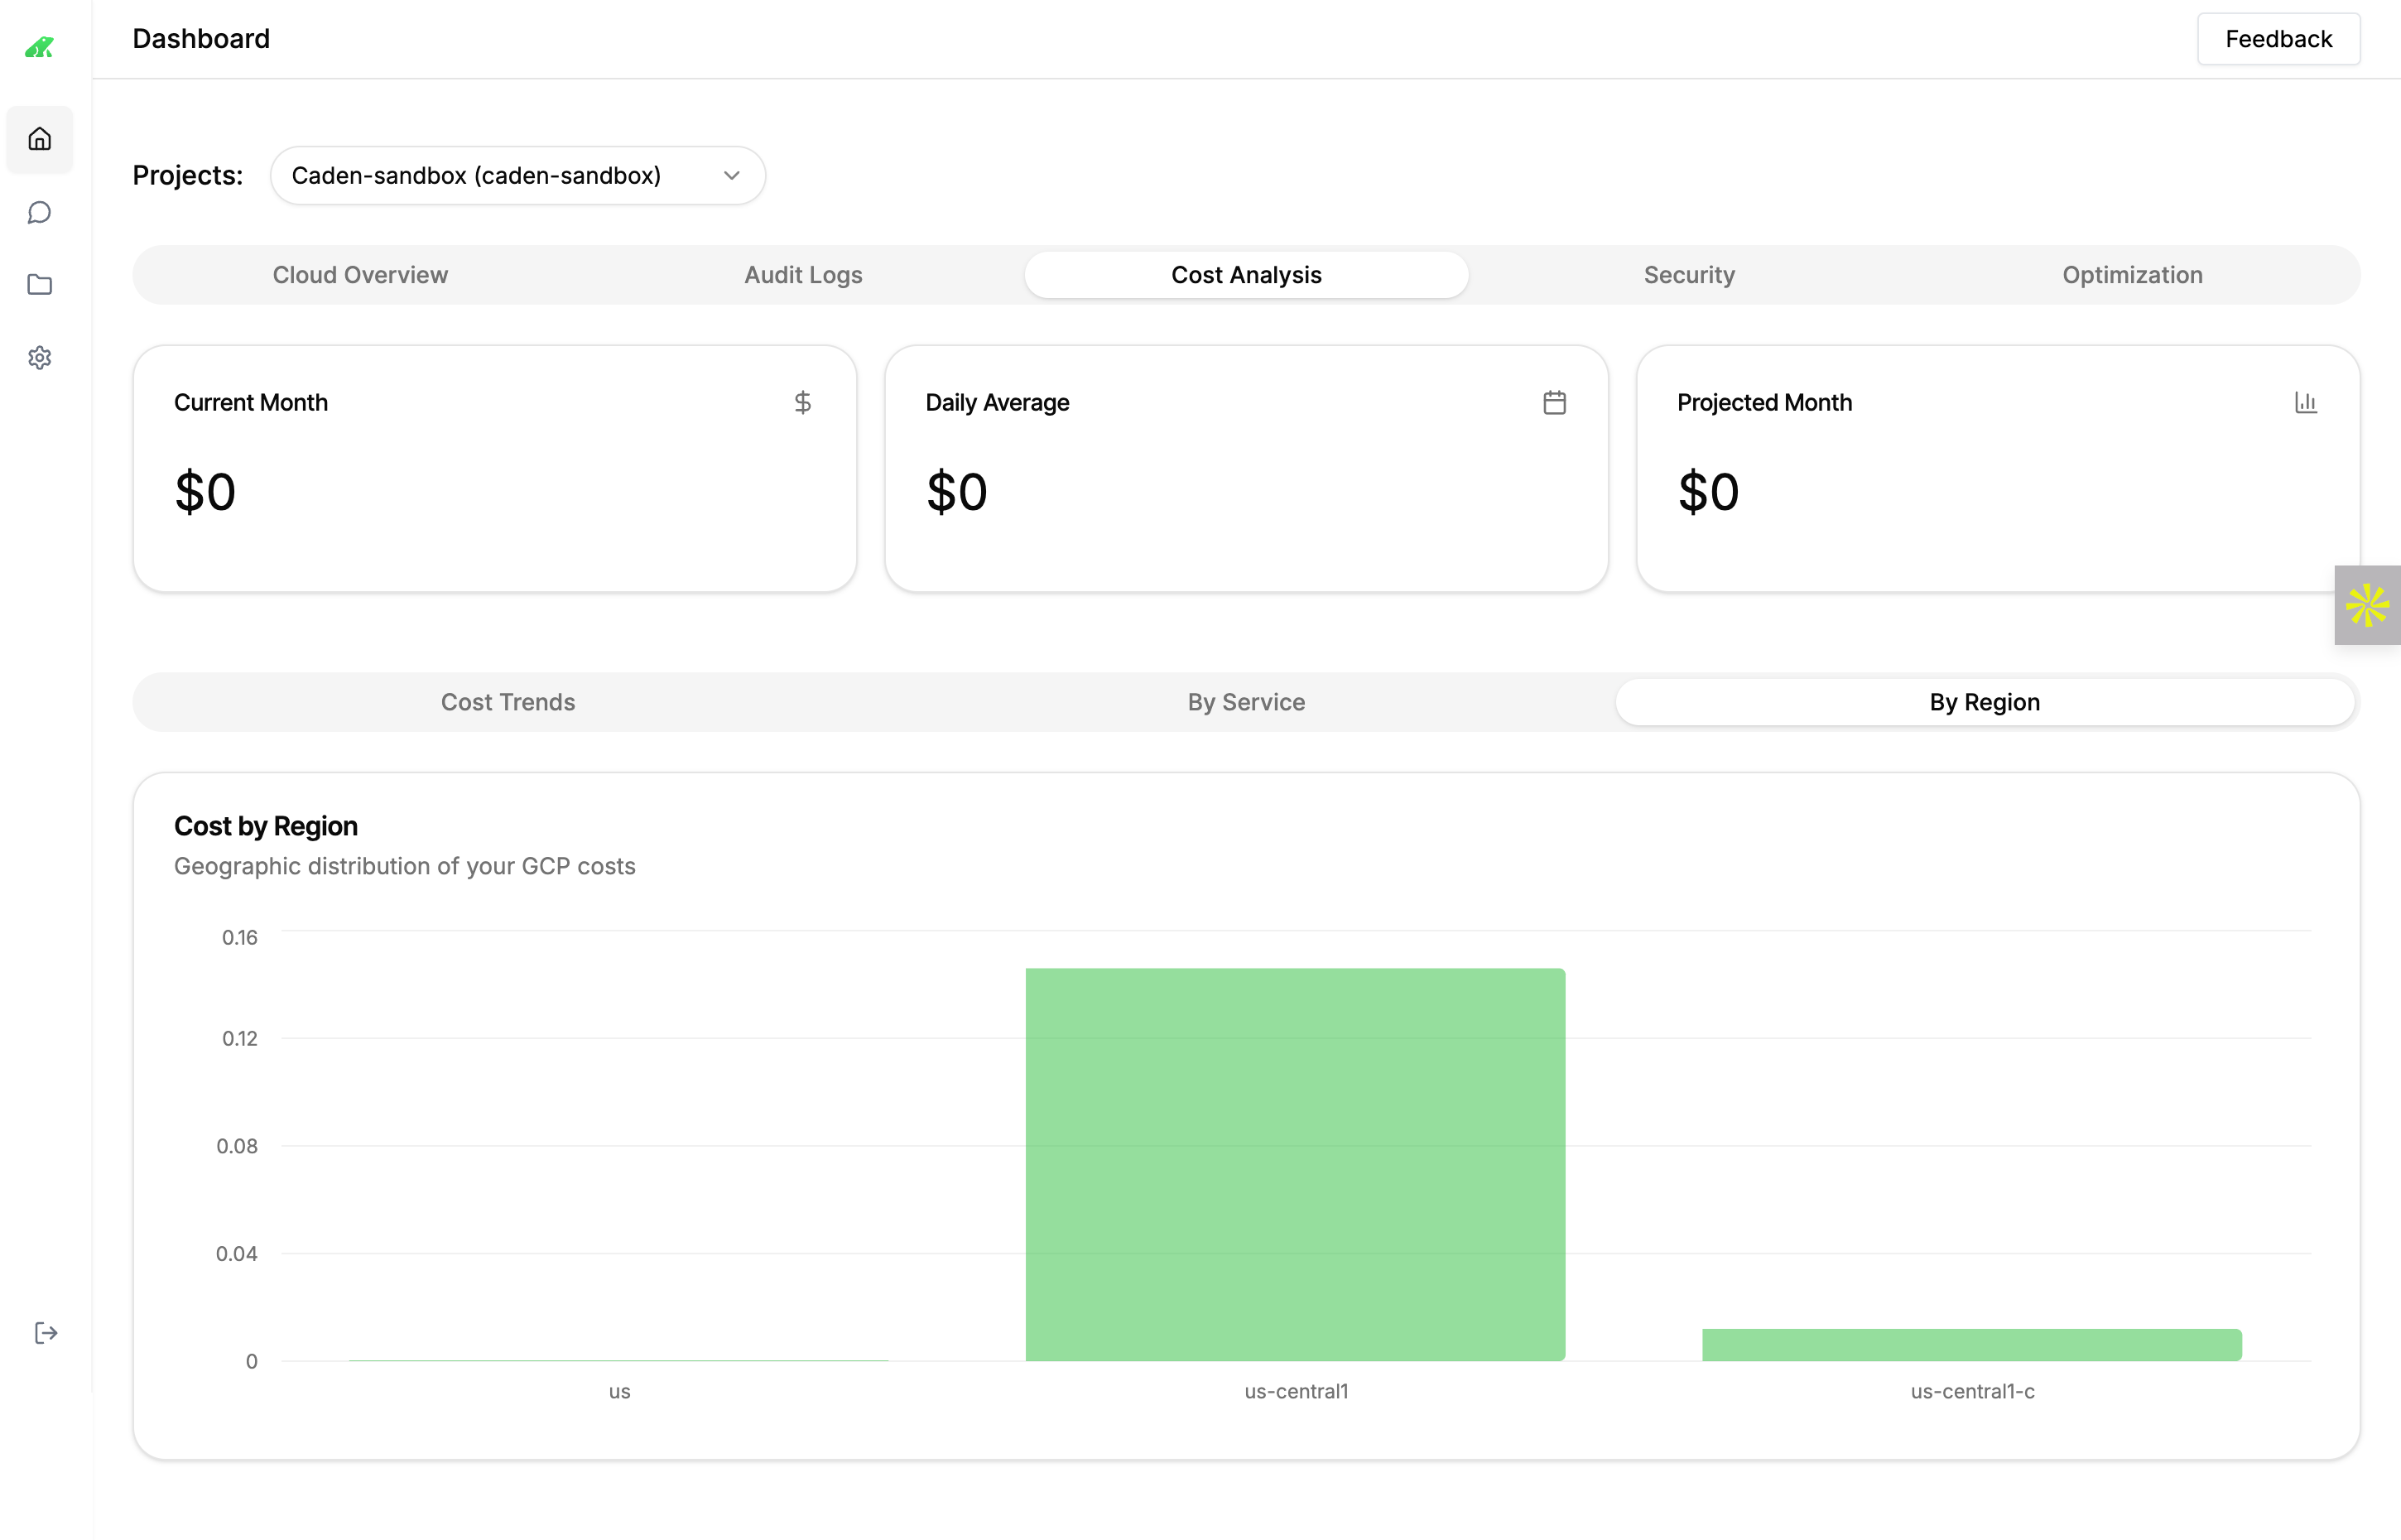 Dashboard
Feedback
Projects:
Caden-sandbox (caden-sandbox)
Cloud Overview
Audit Logs
Cost Analysis
Security
Optimization
Current Month
$0
Daily Average
$0
Projected Month
$0
Cost Trends
By Service
By Region
Cost by Region
Geographic distribution of your GCP costs
0.16
0.12
0.08
0.04
0
us
us-central1
us-central1-c